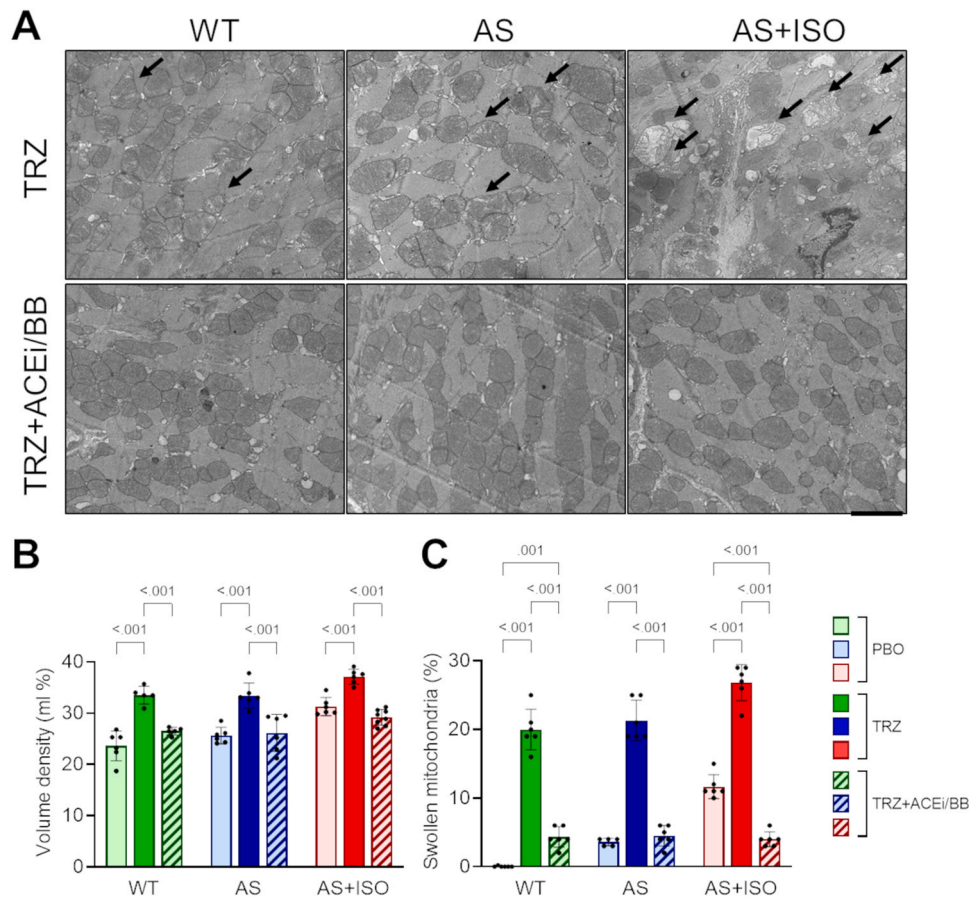 A
WT
AS
AS+ISO
TRZ
TRZ+ACEi/BB
B
<.001
<.001
<.001
<.001
<.001
<.001
Volume density (ml %)
40
30
20
10
0
WT
AS
AS+ISO
C
.001
<.001
<.001
<.001
<.001
<.001
<.001
<.001
Swollen mitochondria (%)
30
20
10
0
WT
AS
AS+ISO
PBO
TRZ
TRZ+ACEi/BB